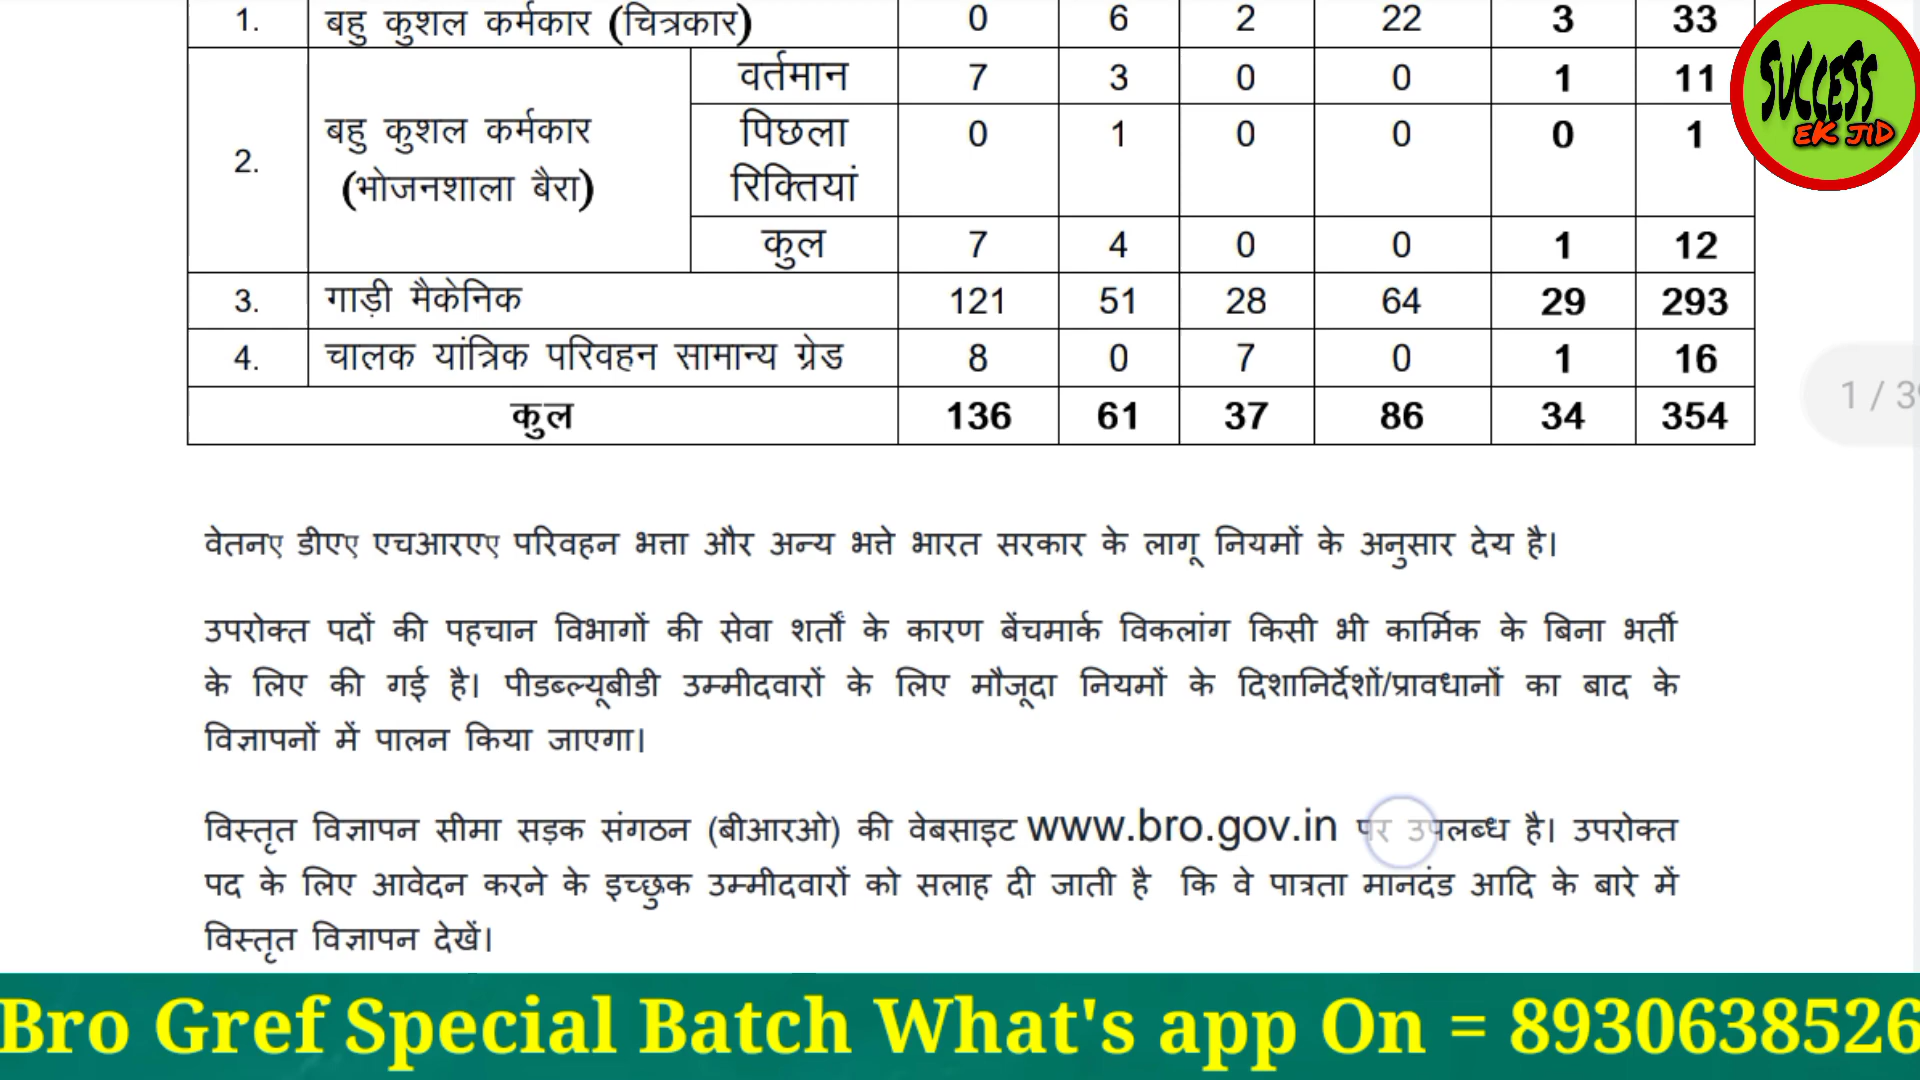 1. बहु कुशल कर्मकार (चित्रकार) 0 6 2 22 3 33
2. बहु कुशल कर्मकार (भोजनशाला बैरा) वर्तमान 7 3 0 0 1 11
पिछला रिक्तियां 0 1 0 0 0 1
कुल 7 4 0 0 1 12
3. गाड़ी मैकेनिक 121 51 28 64 29 293
4. चालक यांत्रिक परिवहन सामान्य ग्रेड 8 0 7 0 1 16
कुल 136 61 37 86 34 354
SUCCESS
EK JID
1 / 39
वेतनए डीएए एचआरएए परिवहन भत्ता और अन्य भत्ते भारत सरकार के लागू नियमों के अनुसार देय है।
उपरोक्त पदों की पहचान विभागों की सेवा शर्तों के कारण बेंचमार्क विकलांग किसी भी कार्मिक के बिना भर्ती
के लिए की गई है। पीडब्ल्यूबीडी उम्मीदवारों के लिए मौजूदा नियमों के दिशानिर्देशों/प्रावधानों का बाद के
विज्ञापनों में पालन किया जाएगा।
विस्तृत विज्ञापन सीमा सड़क संगठन (बीआरओ) की वेबसाइट www.bro.gov.in पर उपलब्ध है। उपरोक्त
पद के लिए आवेदन करने के इच्छुक उम्मीदवारों को सलाह दी जाती है कि वे पात्रता मानदंड आदि के बारे में
विस्तृत विज्ञापन देखें।
Bro Gref Special Batch What's app On = 8930638526